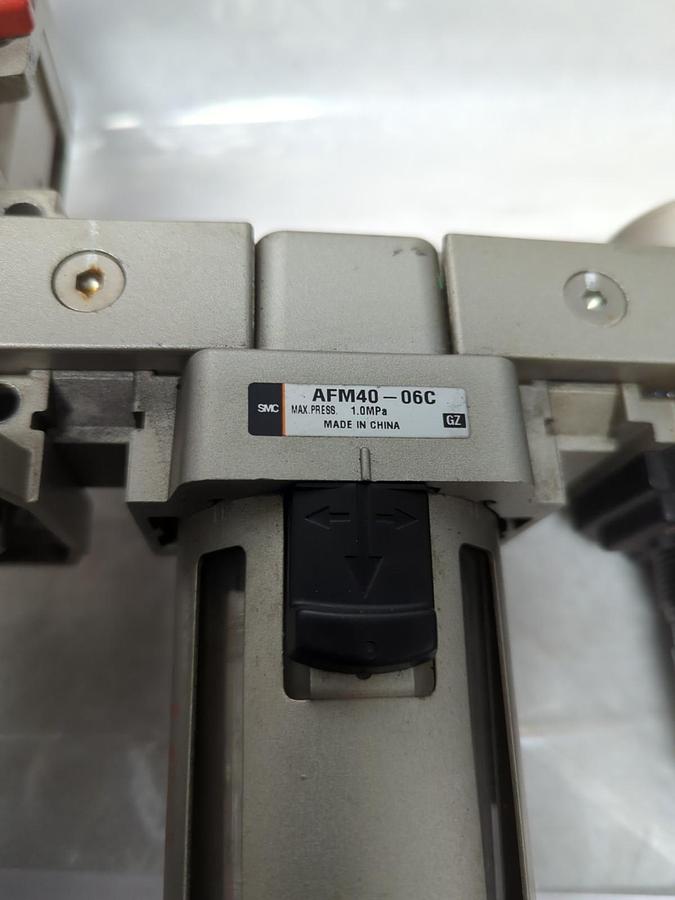 SMC
AFM40-06C
MAX.PRESS. 1.0MPa
MADE IN CHINA
GZ